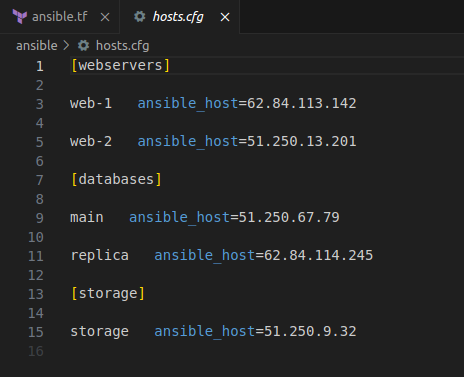 ansible.tf × hosts.cfg ×
ansible > hosts.cfg
1 [webservers]
2
3 web-1 ansible_host=62.84.113.142
4
5 web-2 ansible_host=51.250.13.201
6
7 [databases]
8
9 main ansible_host=51.250.67.79
10
11 replica ansible_host=62.84.114.245
12
13 [storage]
14
15 storage ansible_host=51.250.9.32
16